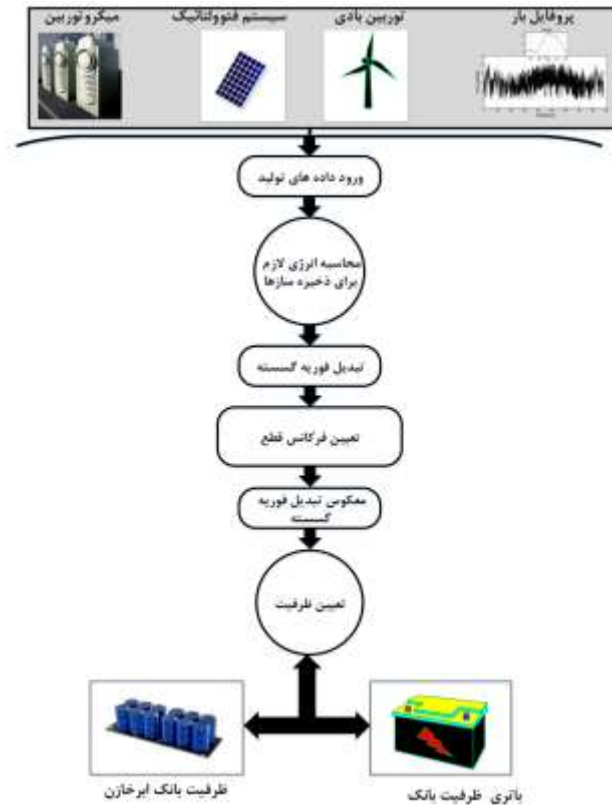 پروفایل بار
توربین بادی
سیستم فتوولتائیک
میکروتوربین
ورود داده های تولید
محاسبه انرژی لازم
برای ذخیره سازها
تبدیل فوریه گسسته
تعیین فرکانس قطع
معکوس تبدیل فوریه
گسسته
تعیین ظرفیت
باتری ظرفیت بانک
ظرفیت بانک ابرخازن